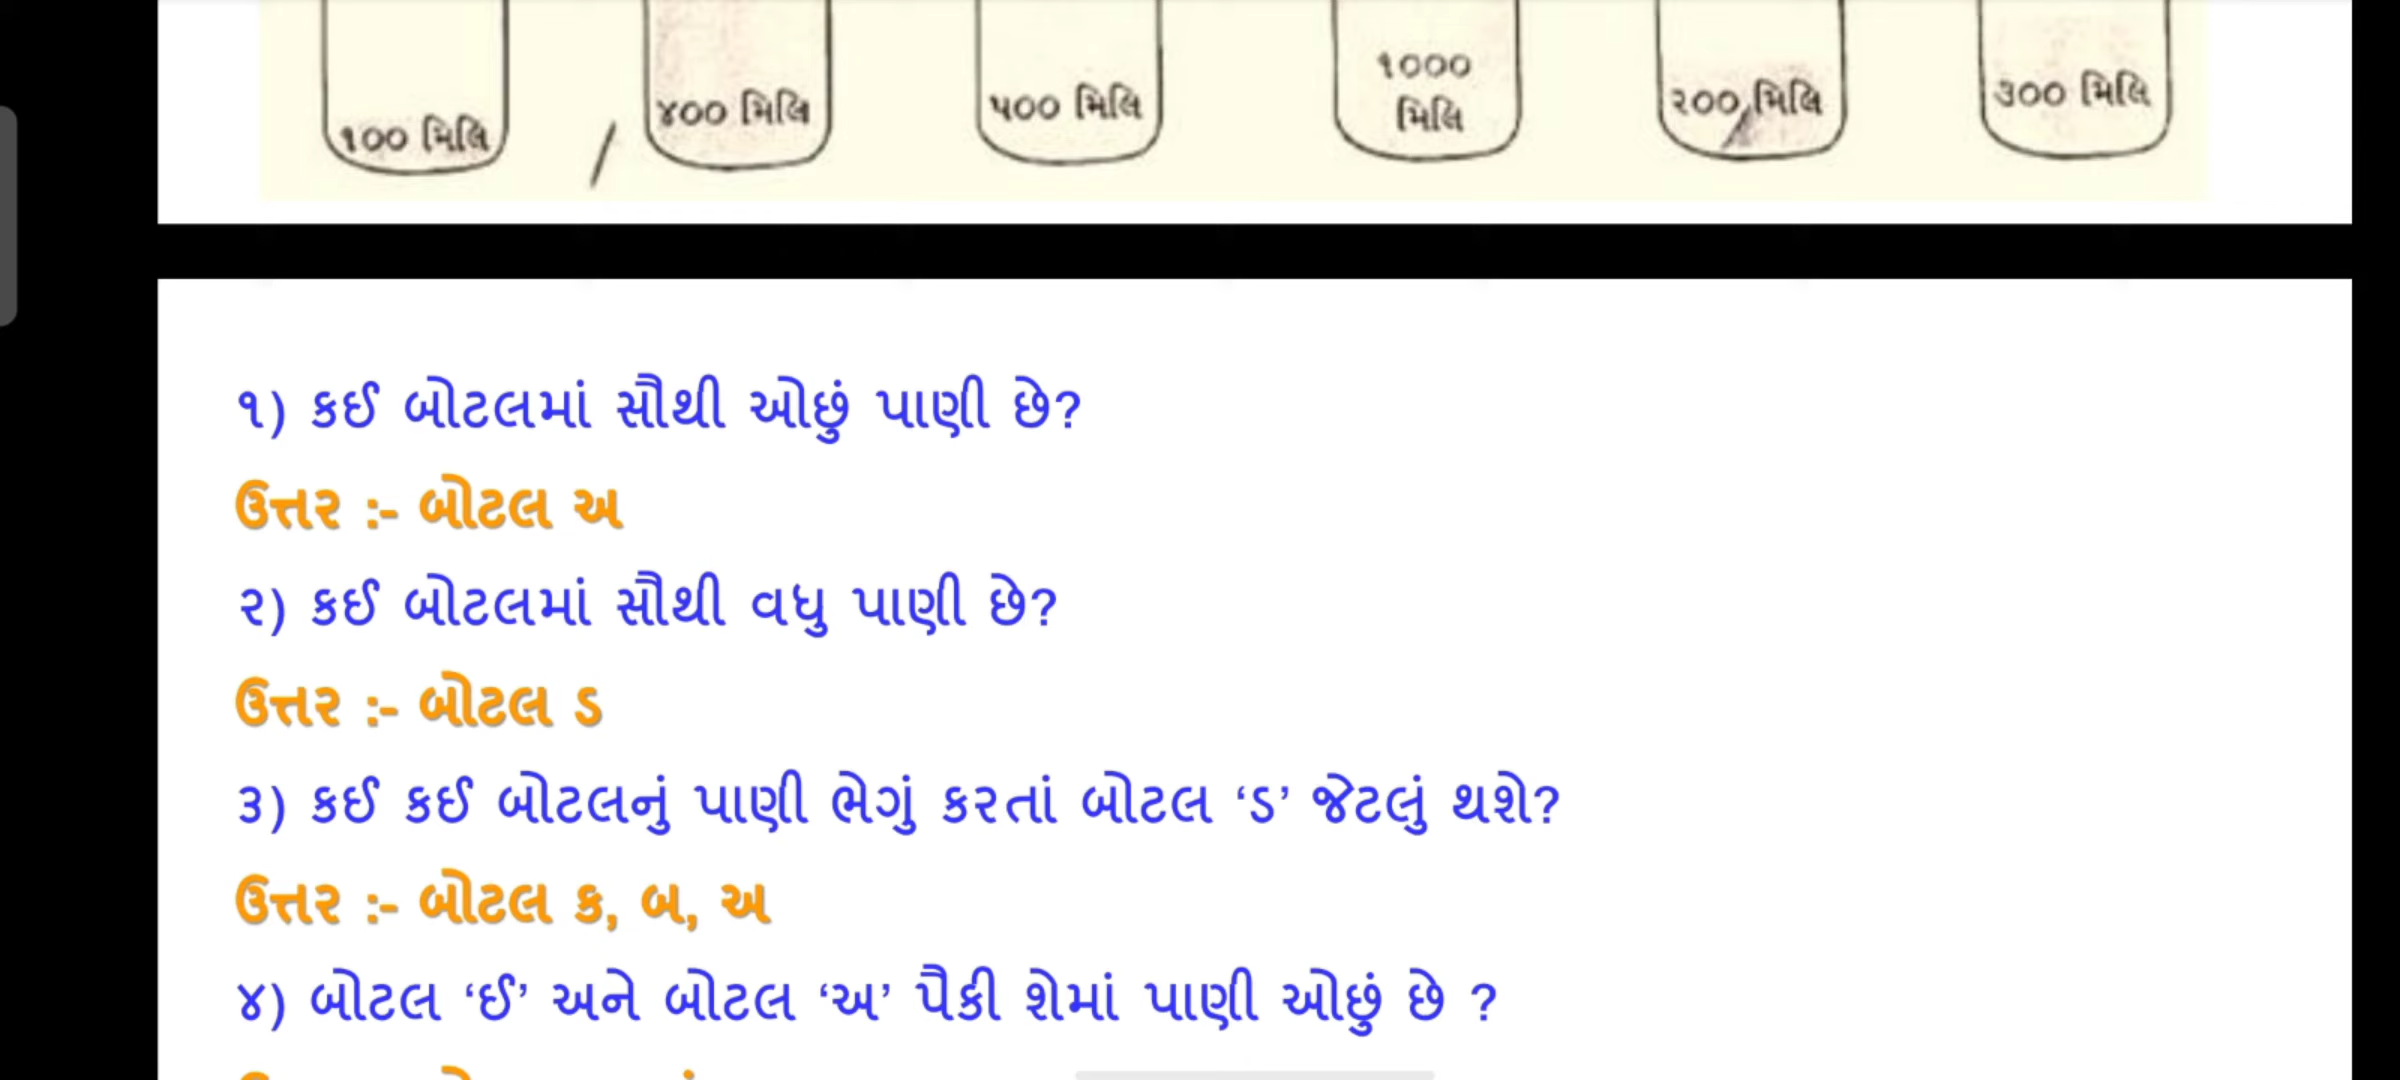 ૧૦૦ મિલિ ૪૦૦ મિલિ ૫૦૦ મિલિ ૧૦૦૦ મિલિ ૨૦૦ મિલિ ૩૦૦ મિલિ
૧) કઈ બોટલમાં સૌથી ઓછું પાણી છે?
ઉત્તર :- બોટલ અ
૨) કઈ બોટલમાં સૌથી વધુ પાણી છે?
ઉત્તર :- બોટલ ડ
૩) કઈ કઈ બોટલનું પાણી ભેગું કરતાં બોટલ ‘ડ’ જેટલું થશે?
ઉત્તર :- બોટલ ક, બ, અ
૪) બોટલ ‘ઈ’ અને બોટલ ‘અ’ પૈકી શેમાં પાણી ઓછું છે ?